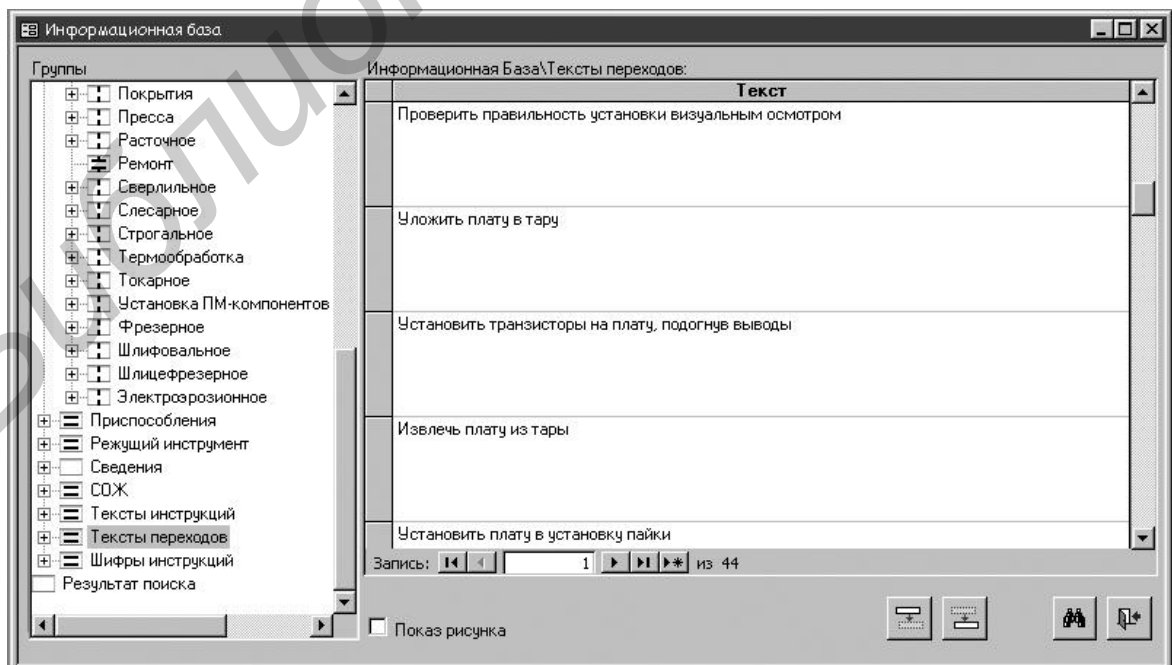 Информационная база
Группы
Покрытия
Пресса
Расточное
Ремонт
Сверлильное
Слесарное
Строгальное
Термообработка
Токарное
Установка ПМ-компонентов
Фрезерное
Шлифовальное
Шлицефрезерное
Электроэрозионное
Приспособления
Режущий инструмент
Сведения
СОЖ
Тексты инструкций
Тексты переходов
Шифры инструкций
Результат поиска
Информационная База\Тексты переходов:
Текст
Проверить правильность установки визуальным осмотром
Уложить плату в тару
Установить транзисторы на плату, подогнув выводы
Извлечь плату из тары
Установить плату в установку пайки
Запись: 1 из 44
Показ рисунка